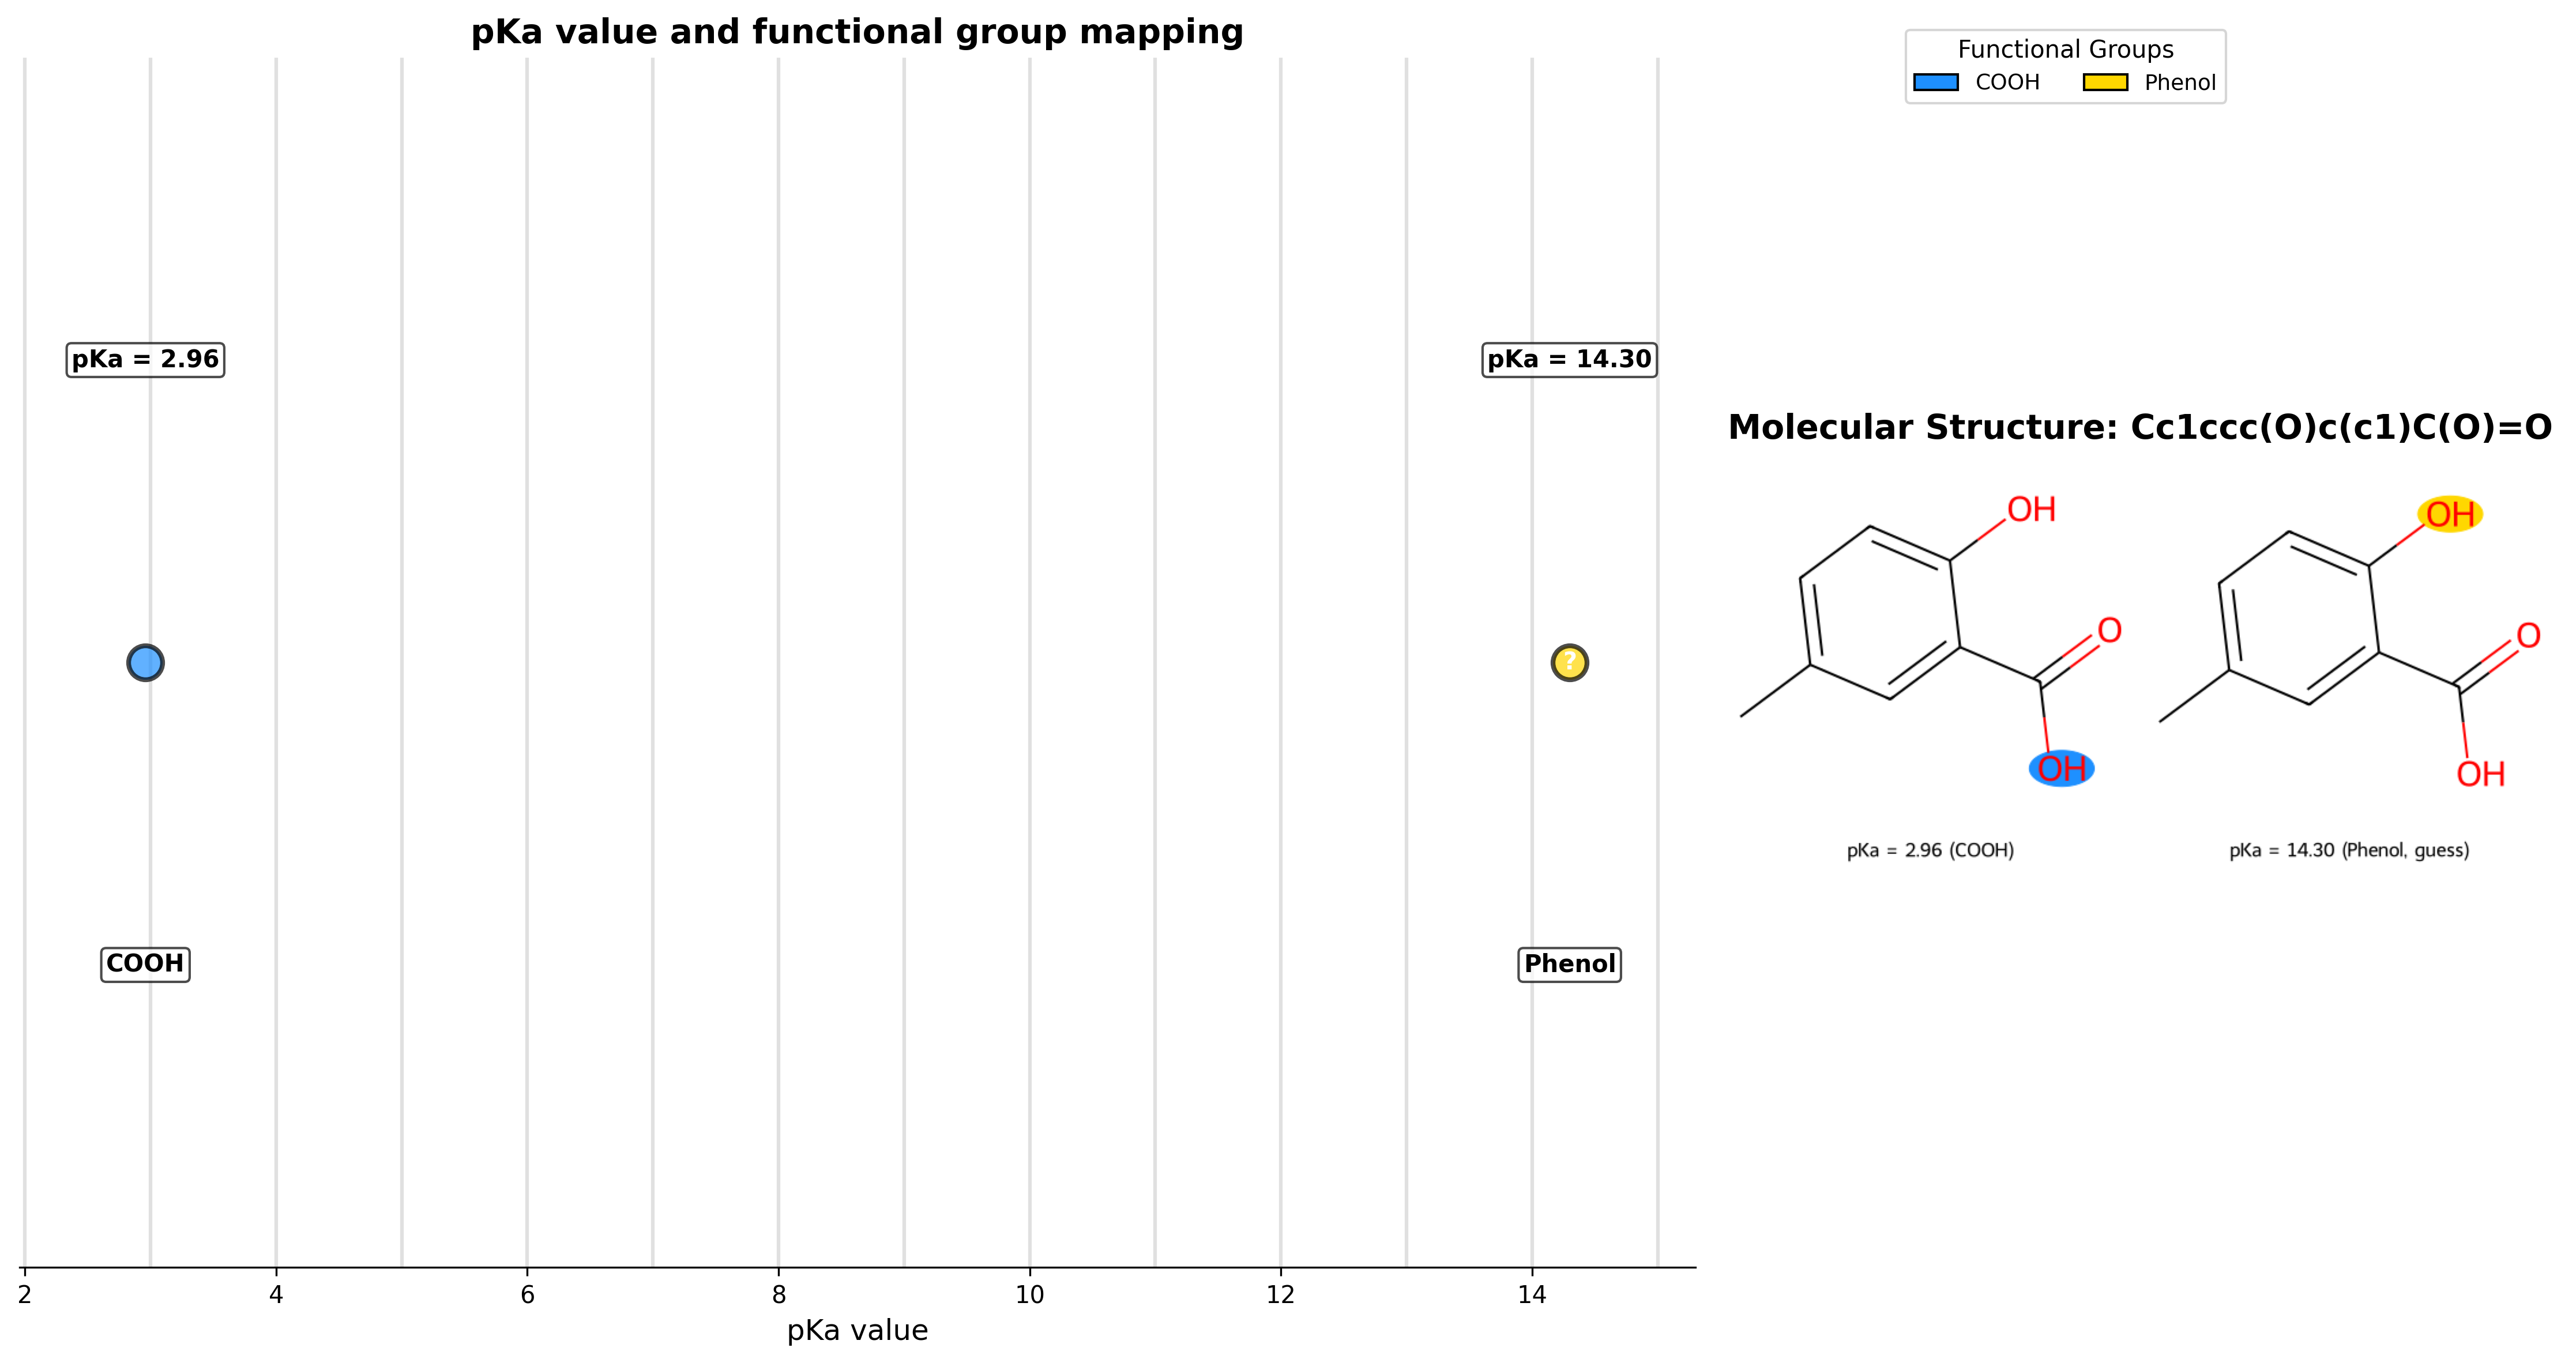 pKa value and functional group mapping
Functional Groups
COOH Phenol
pKa = 2.96
pKa = 14.30
?
COOH
Phenol
2 4 6 8 10 12 14
pKa value
Molecular Structure: Cc1ccc(O)c(c1)C(O)=O
OH
O
OH
OH
O
OH
pKa = 2.96 (COOH)
pKa = 14.30 (Phenol, guess)